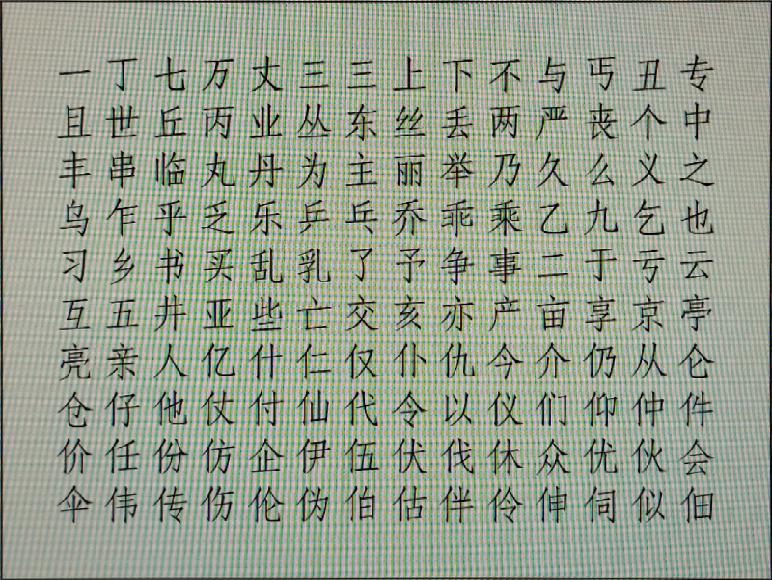 一丁七万丈三三上下不与丐丑专
且世丘丙业丛东丝丢两严丧个中
丰串临丸丹为主丽举乃久么义之
乌乍乎乏乐乒乓乔乖乘乙九乞也
习乡书买乱乳了予争事二于亏云
互五井亚些亡交亥亦产亩享京亭
亮亲人亿什仁仅仆仇今介仍从仑
仓仔他仗付仙代令以仪们仰仲件
价任份仿企伊伍伏伐休众优伙会
伞伟传伤伦伪伯估伴伶伸伺似佃